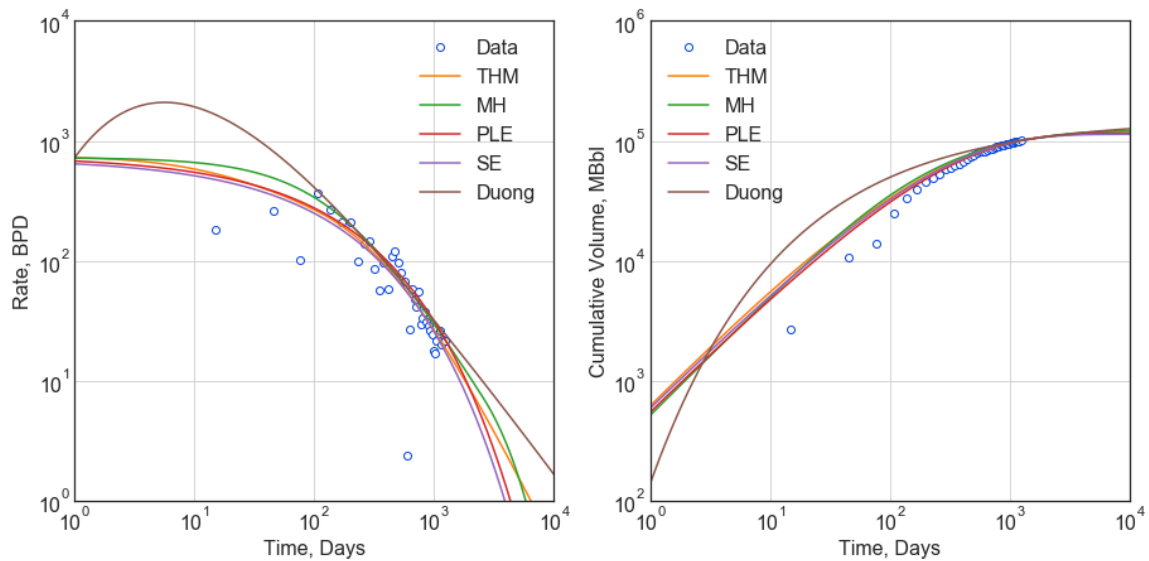 10^4
10^3
10^2
10^1
10^0
Rate, BPD
Data
THM
MH
PLE
SE
Duong
10^0
10^1
10^2
10^3
10^4
Time, Days
10^6
10^5
10^4
10^3
10^2
Cumulative Volume, MBbl
Data
THM
MH
PLE
SE
Duong
10^0
10^1
10^2
10^3
10^4
Time, Days